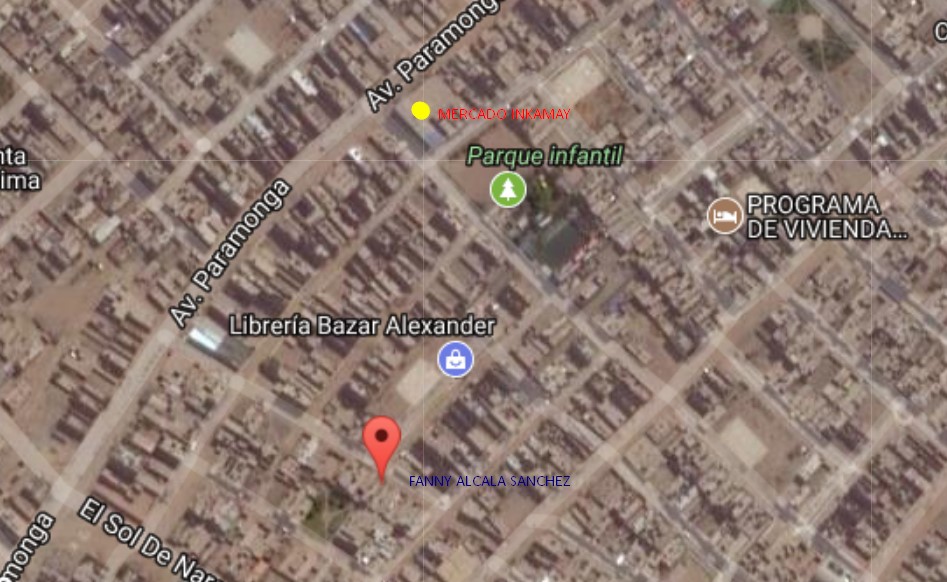 Av. Paramonga
MERCADO INKAMAY
Parque infantil
nta
ima
PROGRAMA
DE VIVIENDA...
Av. Paramonga
Librería Bazar Alexander
FANNY ALCALA SANCHEZ
El Sol De Nar
monga